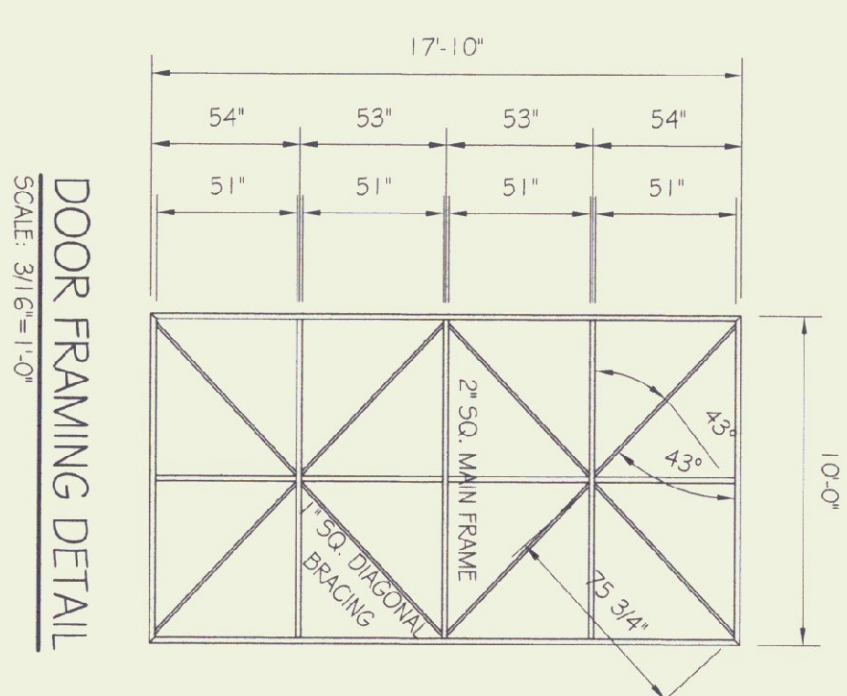 17'-10"
54" 53" 53" 54"
51" 51" 51" 51"
DOOR FRAMING DETAIL
SCALE: 3/16"=1'-0"
2" SQ. MAIN FRAME
1" SQ. DIAGONAL
BRACING
43°
43°
10'-0"
75 3/4"